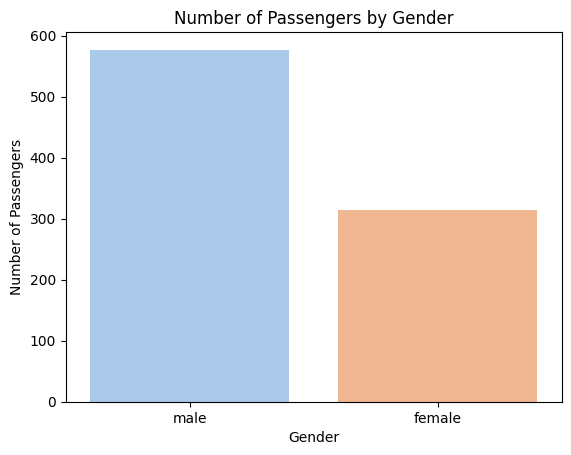 Number of Passengers by Gender
600
500
400
300
200
100
0
Number of Passengers
male
female
Gender